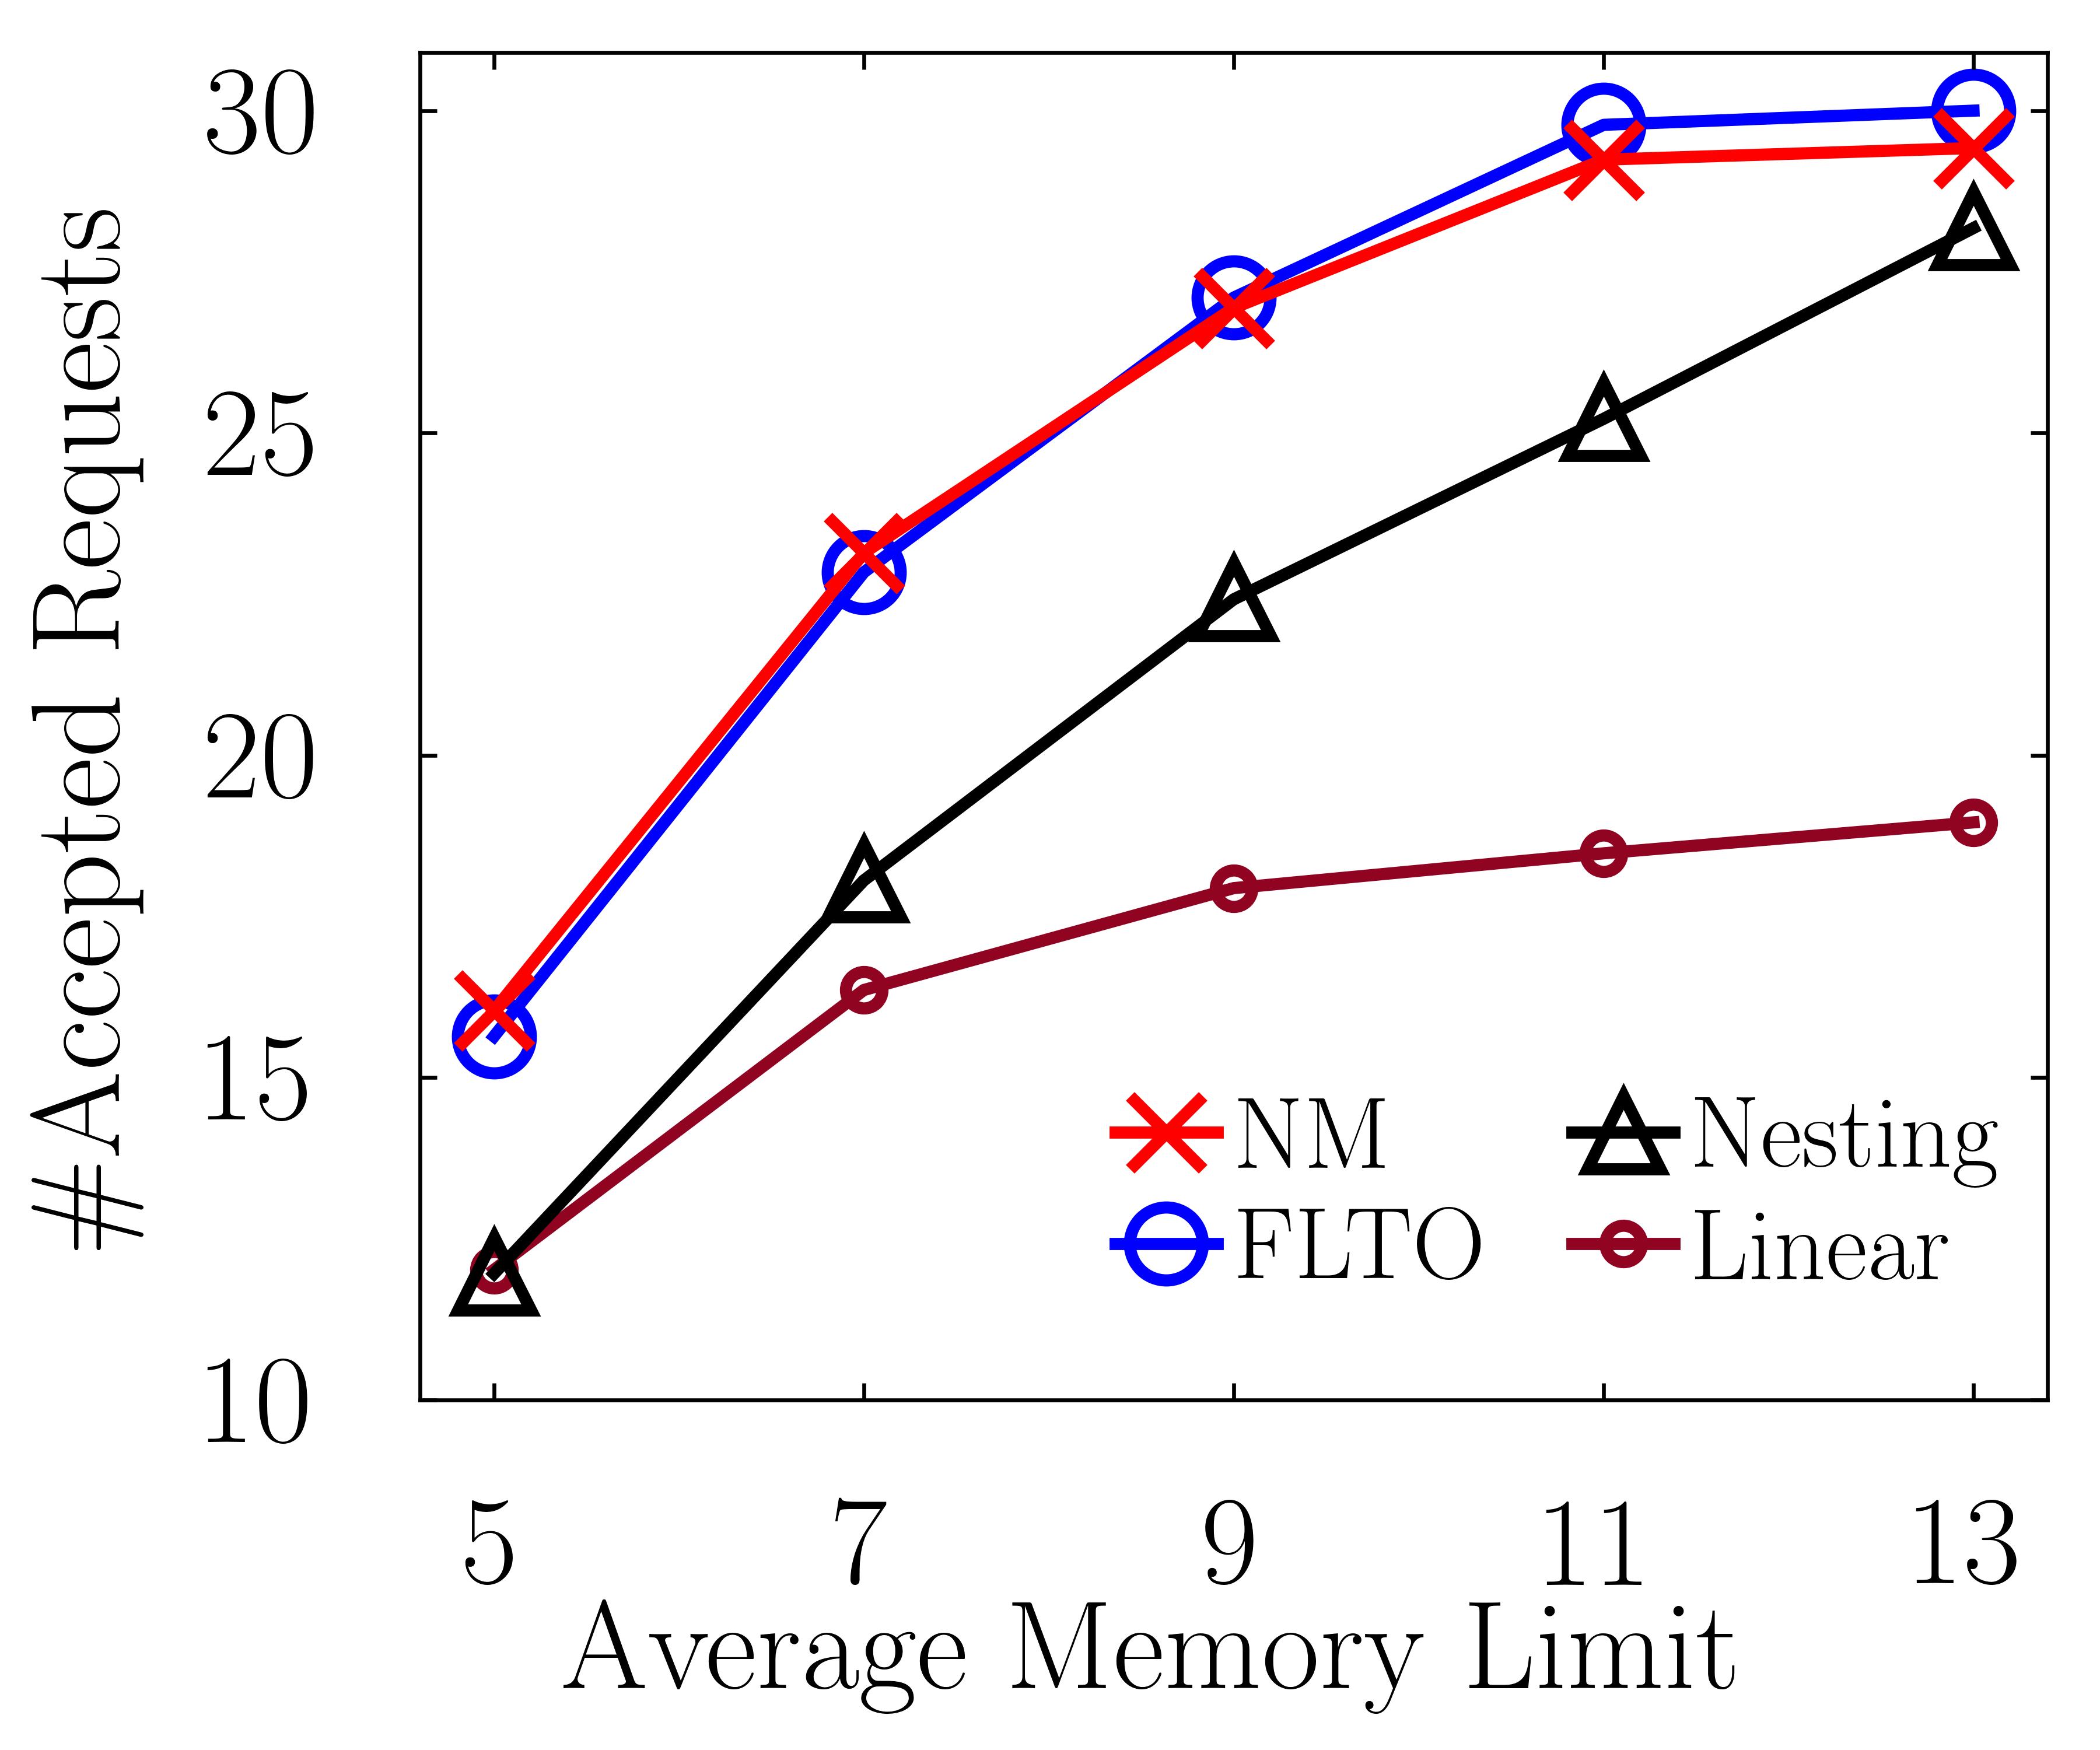 #Accepted Requests
30
25
20
15
10
NM
Nesting
FLTO
Linear
5 7 9 11 13
Average Memory Limit